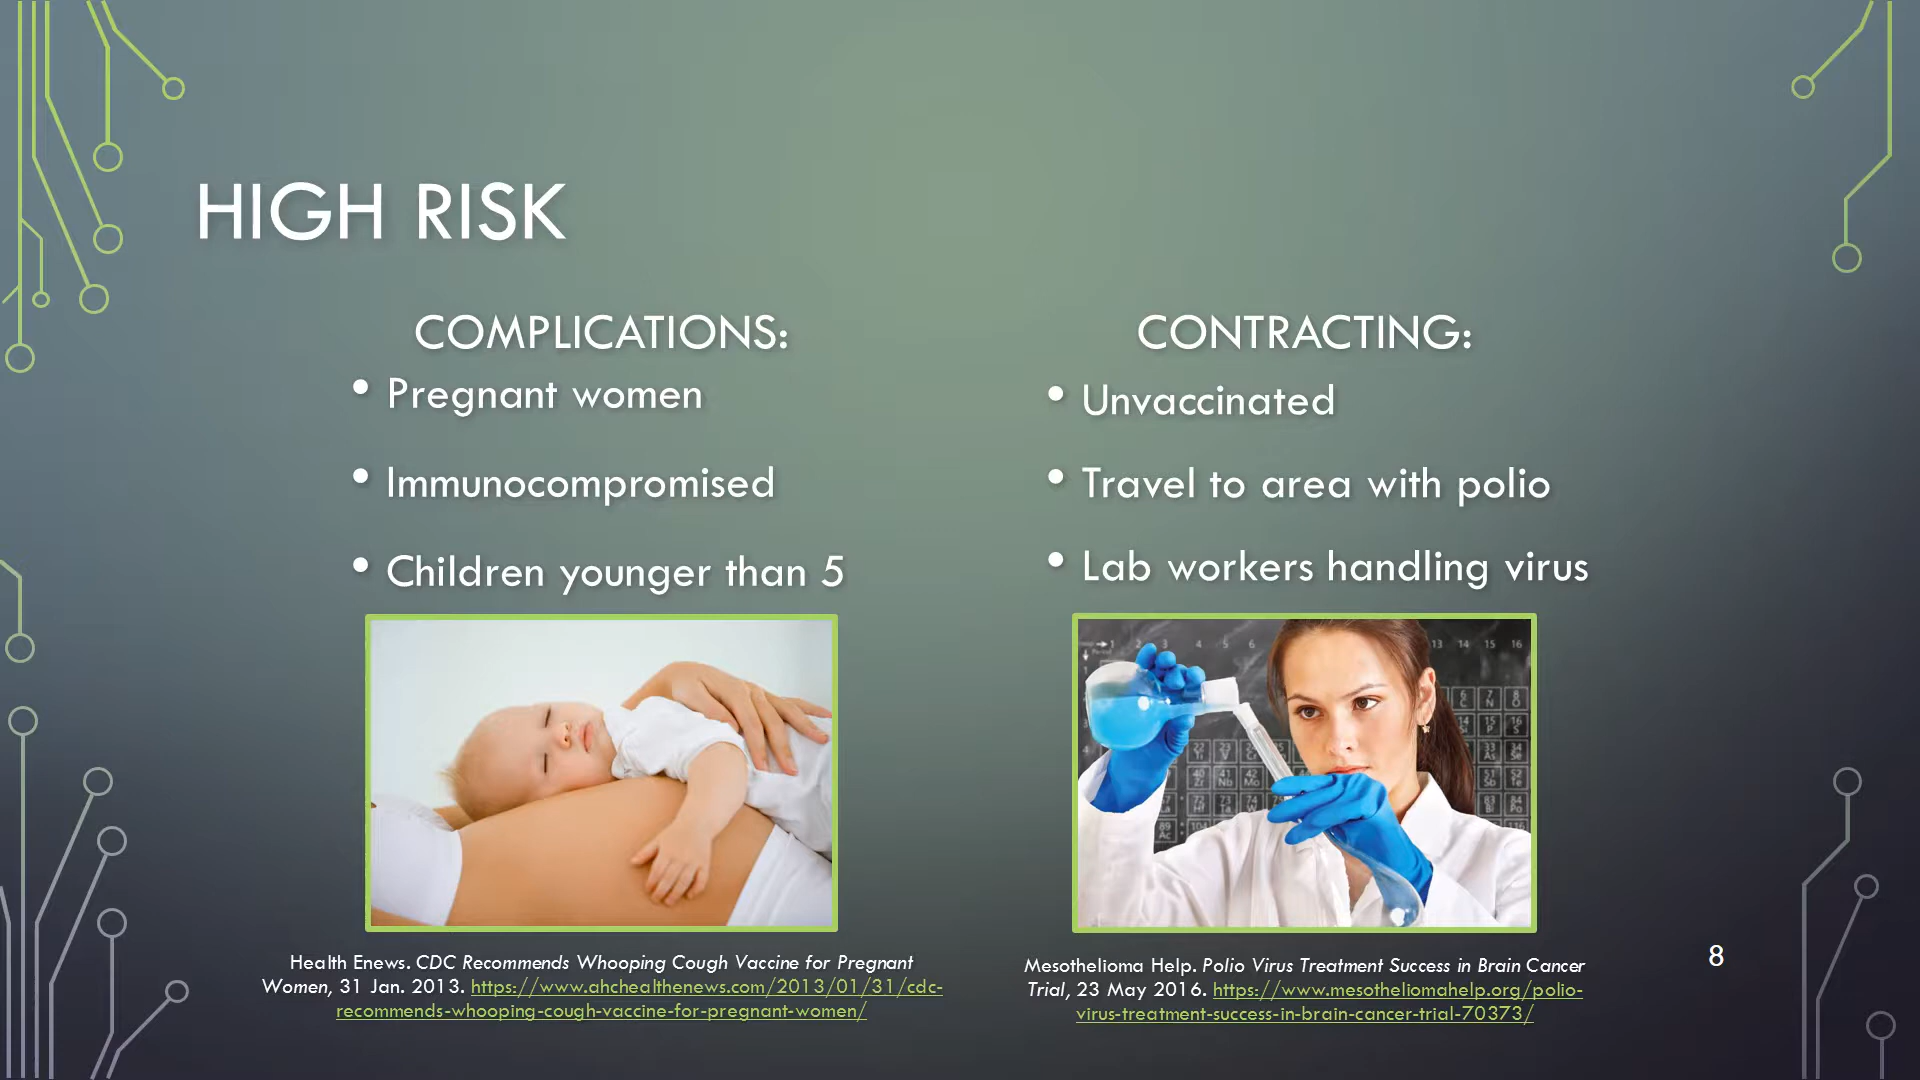 HIGH RISK
COMPLICATIONS:
• Pregnant women
• Immunocompromised
• Children younger than 5
Health Enews. CDC Recommends Whooping Cough Vaccine for Pregnant
Women, 31 Jan. 2013. https://www.ahchealthenews.com/2013/01/31/cdc-
recommends-whooping-cough-vaccine-for-pregnant-women/
CONTRACTING:
• Unvaccinated
• Travel to area with polio
• Lab workers handling virus
Mesothelioma Help. Polio Virus Treatment Success in Brain Cancer
Trial, 23 May 2016. https://www.mesotheliomahelp.org/polio-
virus-treatment-success-in-brain-cancer-trial-70373/
8